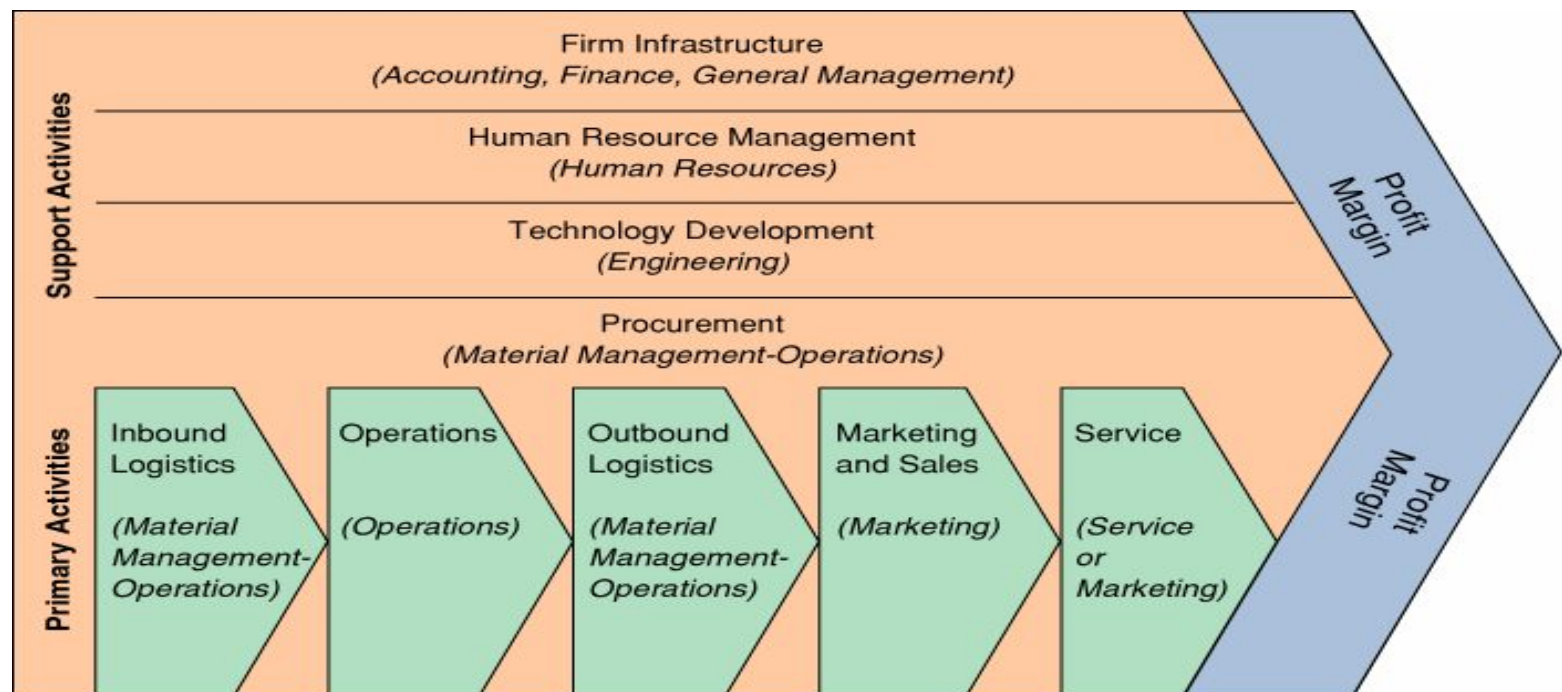 Support Activities
Firm Infrastructure
(Accounting, Finance, General Management)
Human Resource Management
(Human Resources)
Technology Development
(Engineering)
Procurement
(Material Management-Operations)
Profit
Margin
Primary Activities
Inbound
Logistics
(Material
Management-
Operations)
Operations
(Operations)
Outbound
Logistics
(Material
Management-
Operations)
Marketing
and Sales
(Marketing)
Service
(Service
or
Marketing)
Profit
Margin